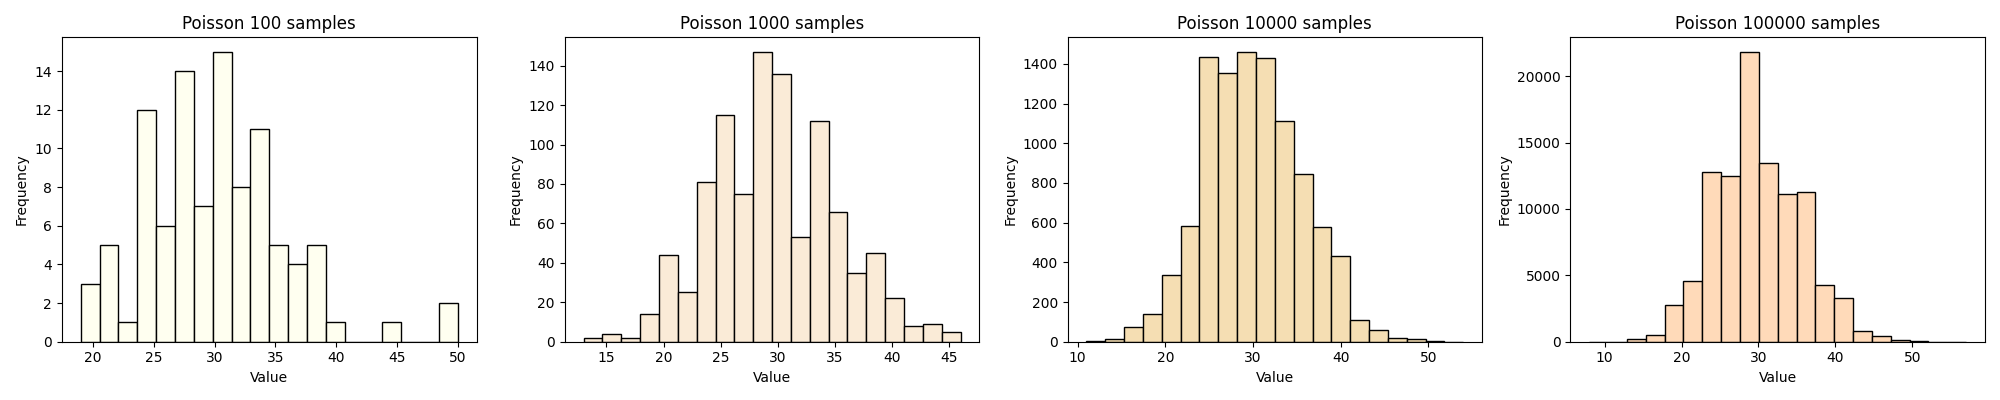 Poisson 100 samples
Frequency
14
12
10
8
6
4
2
0
20 25 30 35 40 45 50
Value
Poisson 1000 samples
Frequency
140
120
100
80
60
40
20
0
15 20 25 30 35 40 45
Value
Poisson 10000 samples
Frequency
1400
1200
1000
800
600
400
200
0
10 20 30 40 50
Value
Poisson 100000 samples
Frequency
20000
15000
10000
5000
0
10 20 30 40 50
Value